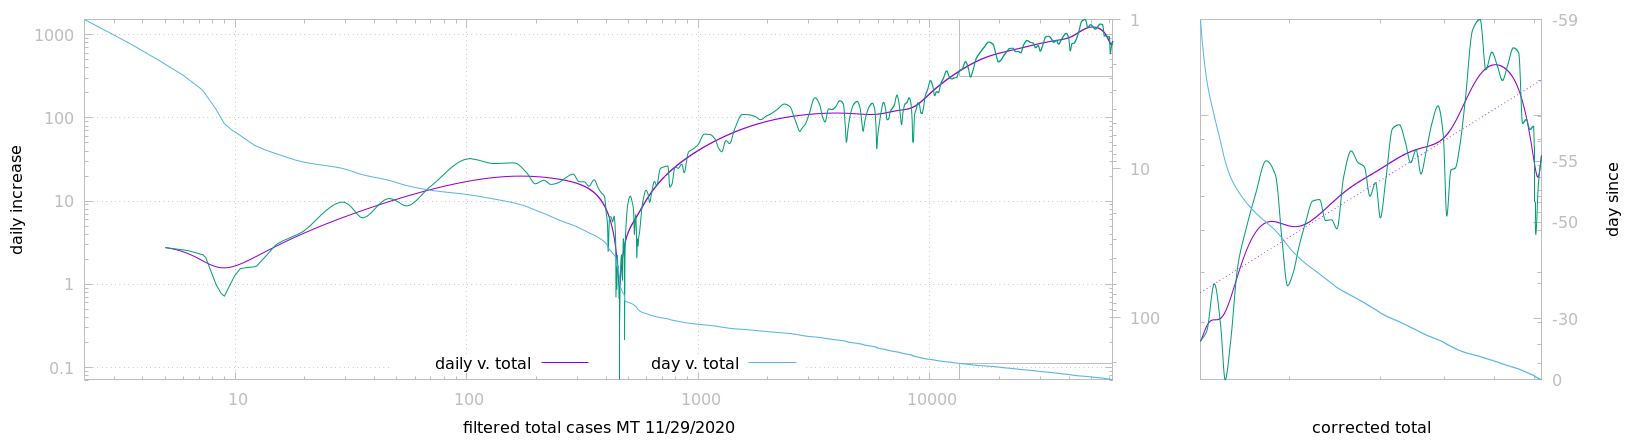 1000
100
10
1
0.1
daily increase
10
100
1000
10000
filtered total cases MT 11/29/2020
daily v. total
day v. total
1
10
100
-59
-55
-50
-30
0
day since
corrected total